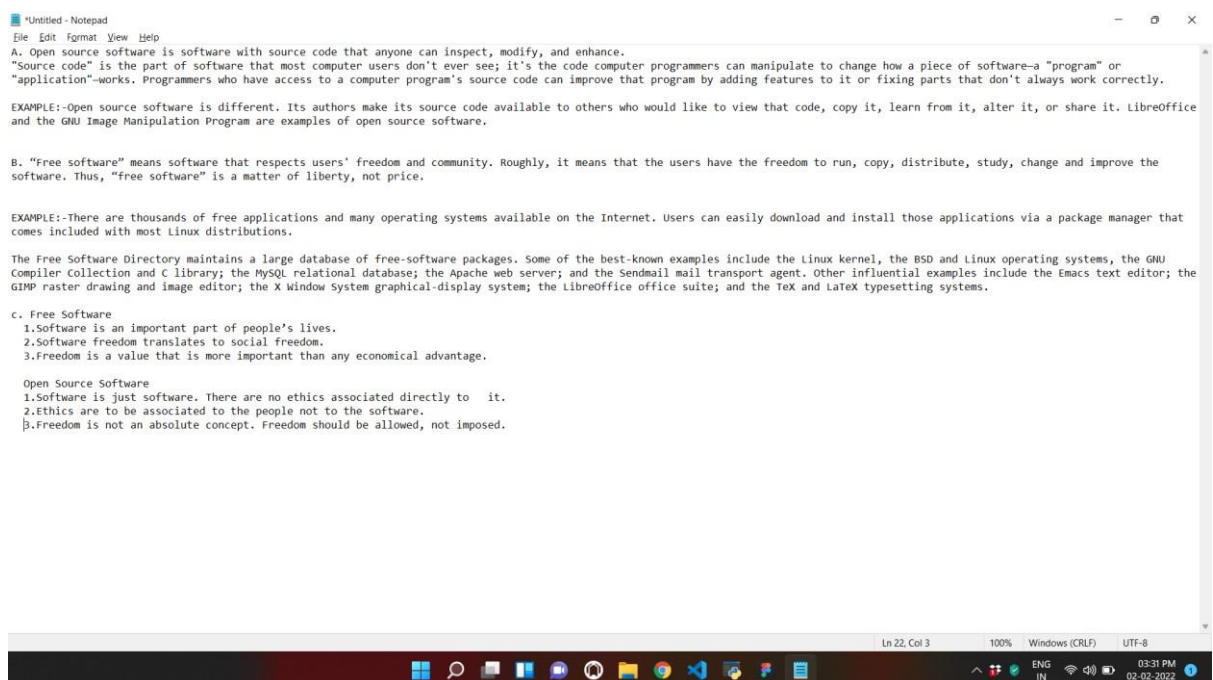 *Untitled - Notepad
File Edit Format View Help
A. Open source software is software with source code that anyone can inspect, modify, and enhance.
"Source code" is the part of software that most computer users don't ever see; it's the code computer programmers can manipulate to change how a piece of software—a "program" or
"application"—works. Programmers who have access to a computer program's source code can improve that program by adding features to it or fixing parts that don't always work correctly.
EXAMPLE:-Open source software is different. Its authors make its source code available to others who would like to view that code, copy it, learn from it, alter it, or share it. LibreOffice
and the GNU Image Manipulation Program are examples of open source software.
B. “Free software” means software that respects users' freedom and community. Roughly, it means that the users have the freedom to run, copy, distribute, study, change and improve the
software. Thus, “free software” is a matter of liberty, not price.
EXAMPLE:-There are thousands of free applications and many operating systems available on the Internet. Users can easily download and install those applications via a package manager that
comes included with most Linux distributions.
The Free Software Directory maintains a large database of free-software packages. Some of the best-known examples include the Linux kernel, the BSD and Linux operating systems, the GNU
Compiler Collection and C library; the MySQL relational database; the Apache web server; and the Sendmail mail transport agent. Other influential examples include the Emacs text editor; the
GIMP raster drawing and image editor; the X Window System graphical-display system; the LibreOffice office suite; and the TeX and LaTeX typesetting systems.
c. Free Software
1.Software is an important part of people’s lives.
2.Software freedom translates to social freedom.
3.Freedom is a value that is more important than any economical advantage.
Open Source Software
1.Software is just software. There are no ethics associated directly to it.
2.Ethics are to be associated to the people not to the software.
3.Freedom is not an absolute concept. Freedom should be allowed, not imposed.
Ln 22, Col 3 100% Windows (CRLF) UTF-8
ENG 03:31 PM
IN 02-02-2022 1